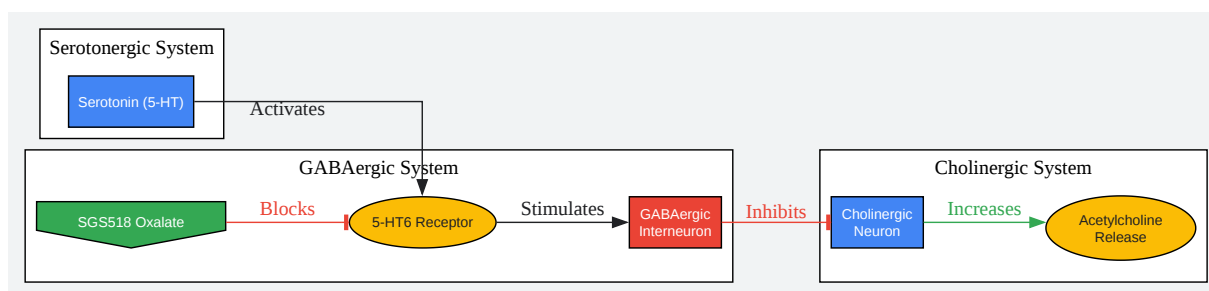 Serotonergic System
Serotonin (5-HT)
Activates
GABAergic System
SGS518 Oxalate
Blocks
5-HT6 Receptor
Stimulates
GABAergic
Interneuron
Inhibits
Cholinergic System
Cholinergic
Neuron
Increases
Acetylcholine
Release